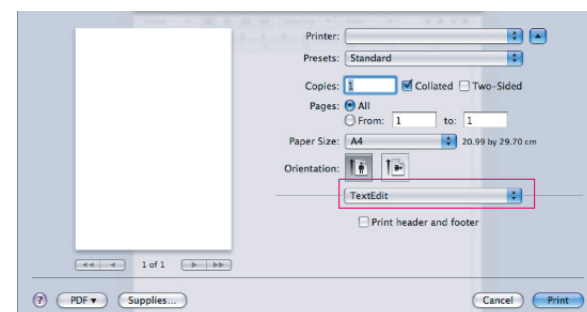 Printer:
Presets: Standard
Copies: 1 Collated Two-Sided
Pages: All
From: 1 to: 1
Paper Size: A4 20.99 by 29.70 cm
Orientation:
TextEdit
Print header and footer
1 of 1
? PDF Supplies... Cancel Print